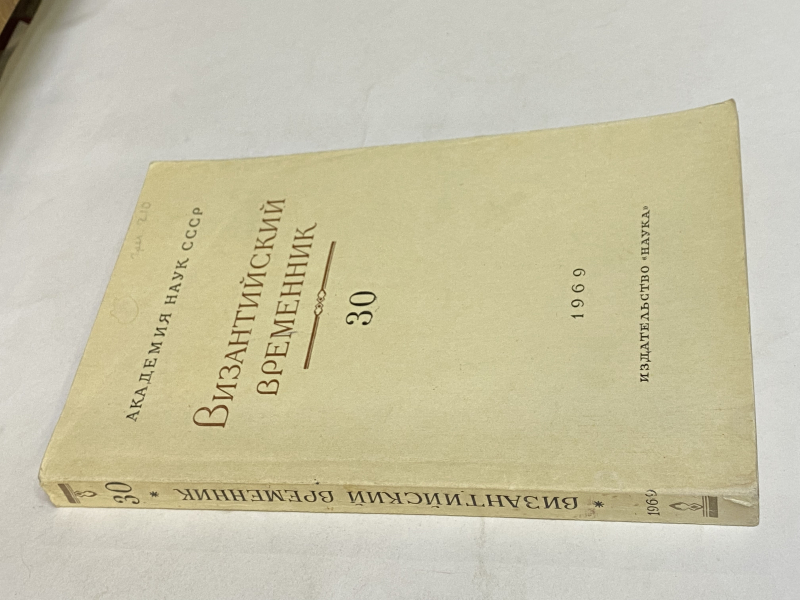 АКАДЕМИЯ НАУК СССР
ВИЗАНТИЙСКИЙ
ВРЕМЕННИК
30
1969
ИЗДАТЕЛЬСТВО «НАУКА»
30
* ВИЗАНТИЙСКИЙ ВРЕМЕННИК *
1969